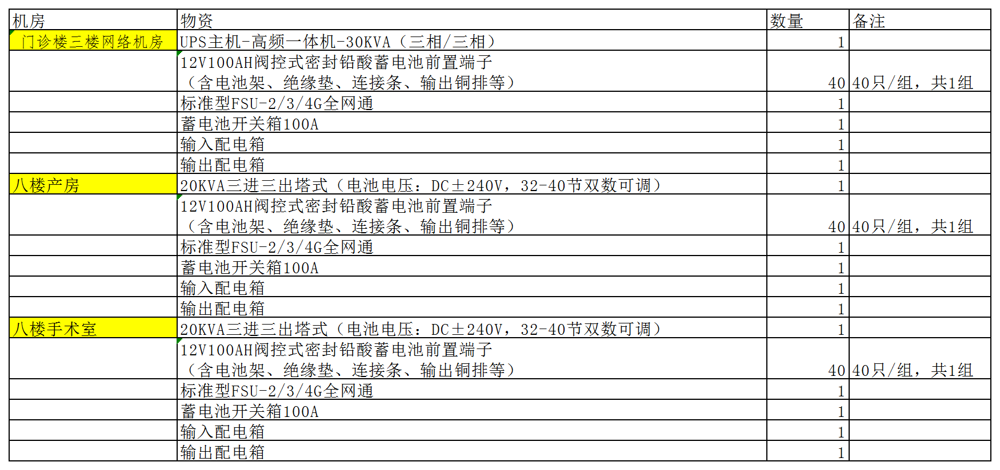 机房 物资 数量 备注
门诊楼三楼网络机房 UPS主机-高频一体机-30KVA（三相/三相） 1
12V100AH阀控式密封铅酸蓄电池前置端子
（含电池架、绝缘垫、连接条、输出铜排等） 40 40只/组，共1组
标准型FSU-2/3/4G全网通 1
蓄电池开关箱100A 1
输入配电箱 1
输出配电箱 1
八楼产房 20KVA三进三出塔式（电池电压：DC±240V，32-40节双数可调） 1
12V100AH阀控式密封铅酸蓄电池前置端子
（含电池架、绝缘垫、连接条、输出铜排等） 40 40只/组，共1组
标准型FSU-2/3/4G全网通 1
蓄电池开关箱100A 1
输入配电箱 1
输出配电箱 1
八楼手术室 20KVA三进三出塔式（电池电压：DC±240V，32-40节双数可调） 1
12V100AH阀控式密封铅酸蓄电池前置端子
（含电池架、绝缘垫、连接条、输出铜排等） 40 40只/组，共1组
标准型FSU-2/3/4G全网通 1
蓄电池开关箱100A 1
输入配电箱 1
输出配电箱 1